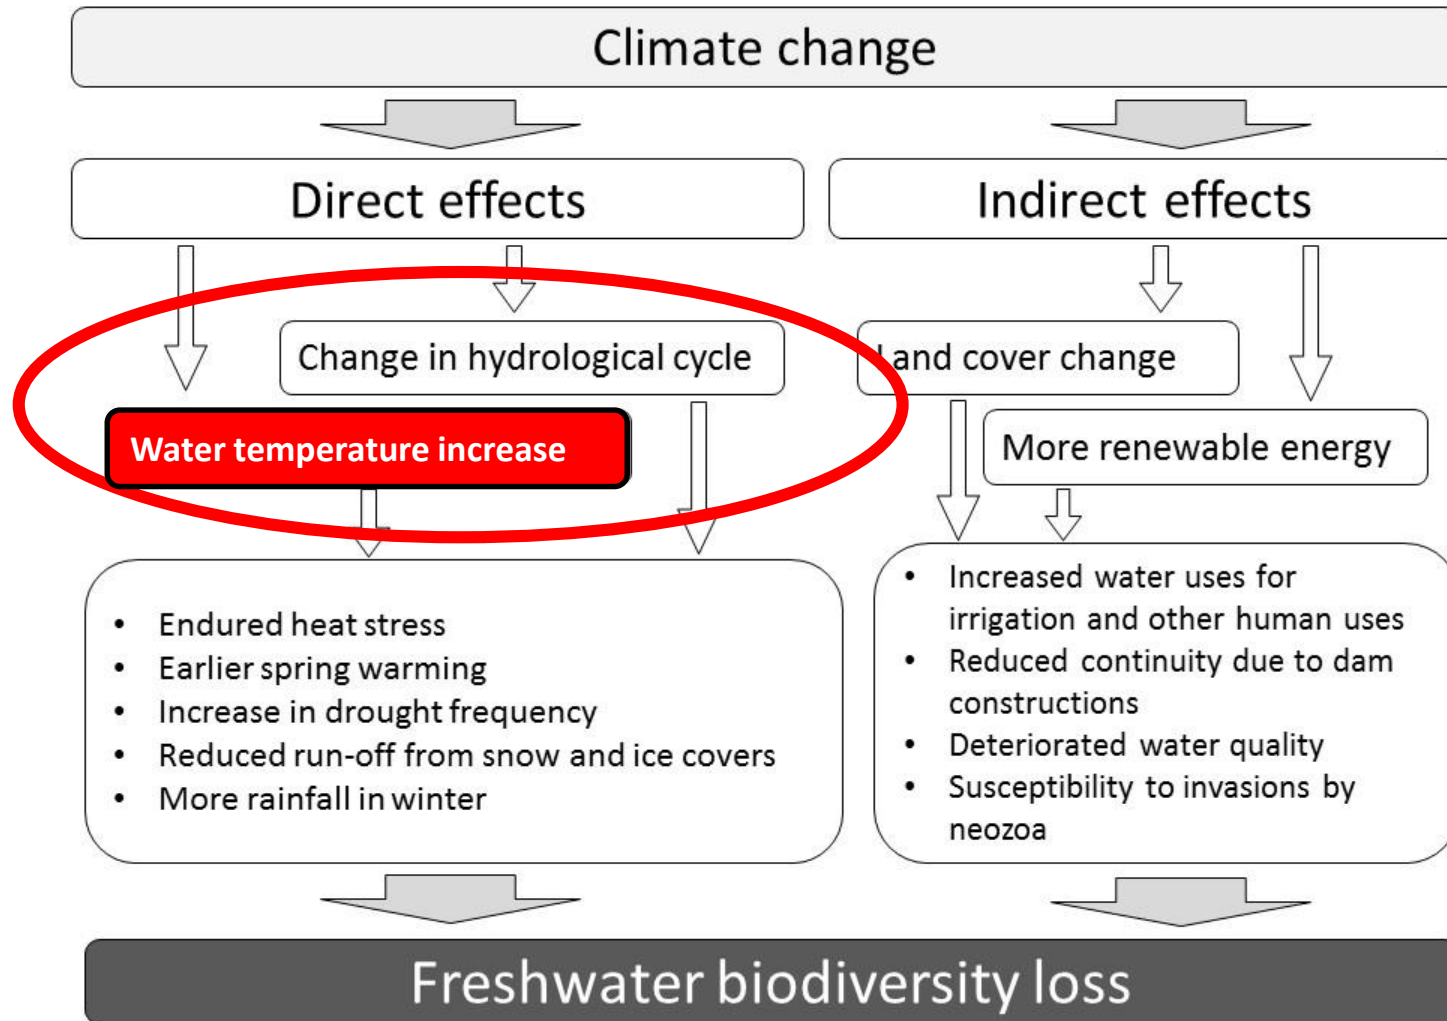 Climate change
Direct effects
Indirect effects
Change in hydrological cycle
Land cover change
Water temperature increase
More renewable energy
• Endured heat stress
• Earlier spring warming
• Increase in drought frequency
• Reduced run-off from snow and ice covers
• More rainfall in winter
• Increased water uses for
irrigation and other human uses
• Reduced continuity due to dam
constructions
• Deteriorated water quality
• Susceptibility to invasions by
neozoa
Freshwater biodiversity loss